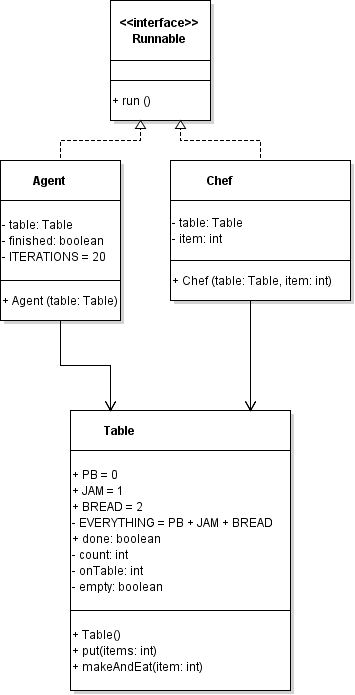 <<interface>>
Runnable
+ run ()
Agent
- table: Table
- finished: boolean
- ITERATIONS = 20
+ Agent (table: Table)
Chef
- table: Table
- item: int
+ Chef (table: Table, item: int)
Table
+ PB = 0
+ JAM = 1
+ BREAD = 2
- EVERYTHING = PB + JAM + BREAD
+ done: boolean
- count: int
- onTable: int
- empty: boolean
+ Table()
+ put(items: int)
+ makeAndEat(item: int)